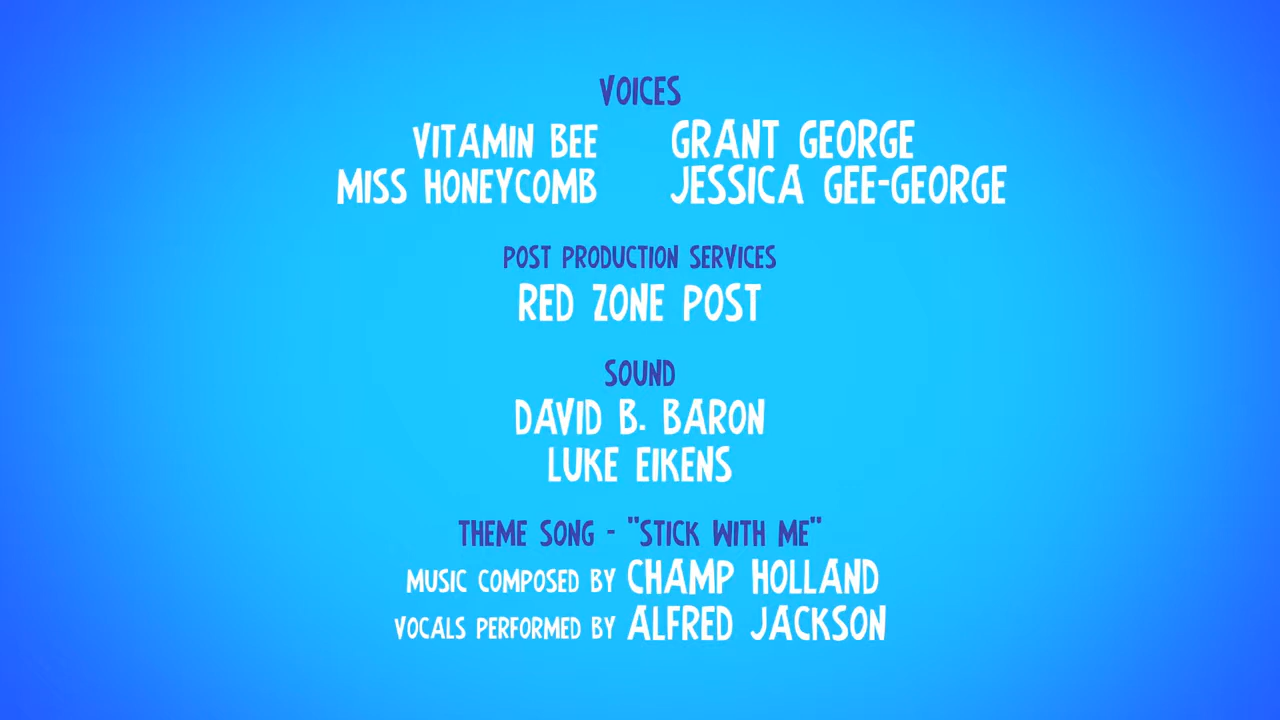 VOICES
VITAMIN BEE GRANT GEORGE
MISS HONEYCOMB JESSICA GEE-GEORGE
POST PRODUCTION SERVICES
RED ZONE POST
SOUND
DAVID B. BARON
LUKE EIKENS
THEME SONG - "STICK WITH ME"
MUSIC COMPOSED BY CHAMP HOLLAND
VOCALS PERFORMED BY ALFRED JACKSON